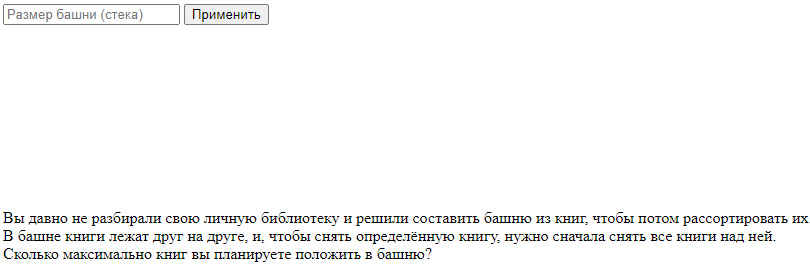 Размер башни (стека) Применить
Вы давно не разбирали свою личную библиотеку и решили составить башню из книг, чтобы потом рассортировать их
В башне книги лежат друг на друге, и, чтобы снять определённую книгу, нужно сначала снять все книги над ней.
Сколько максимально книг вы планируете положить в башню?